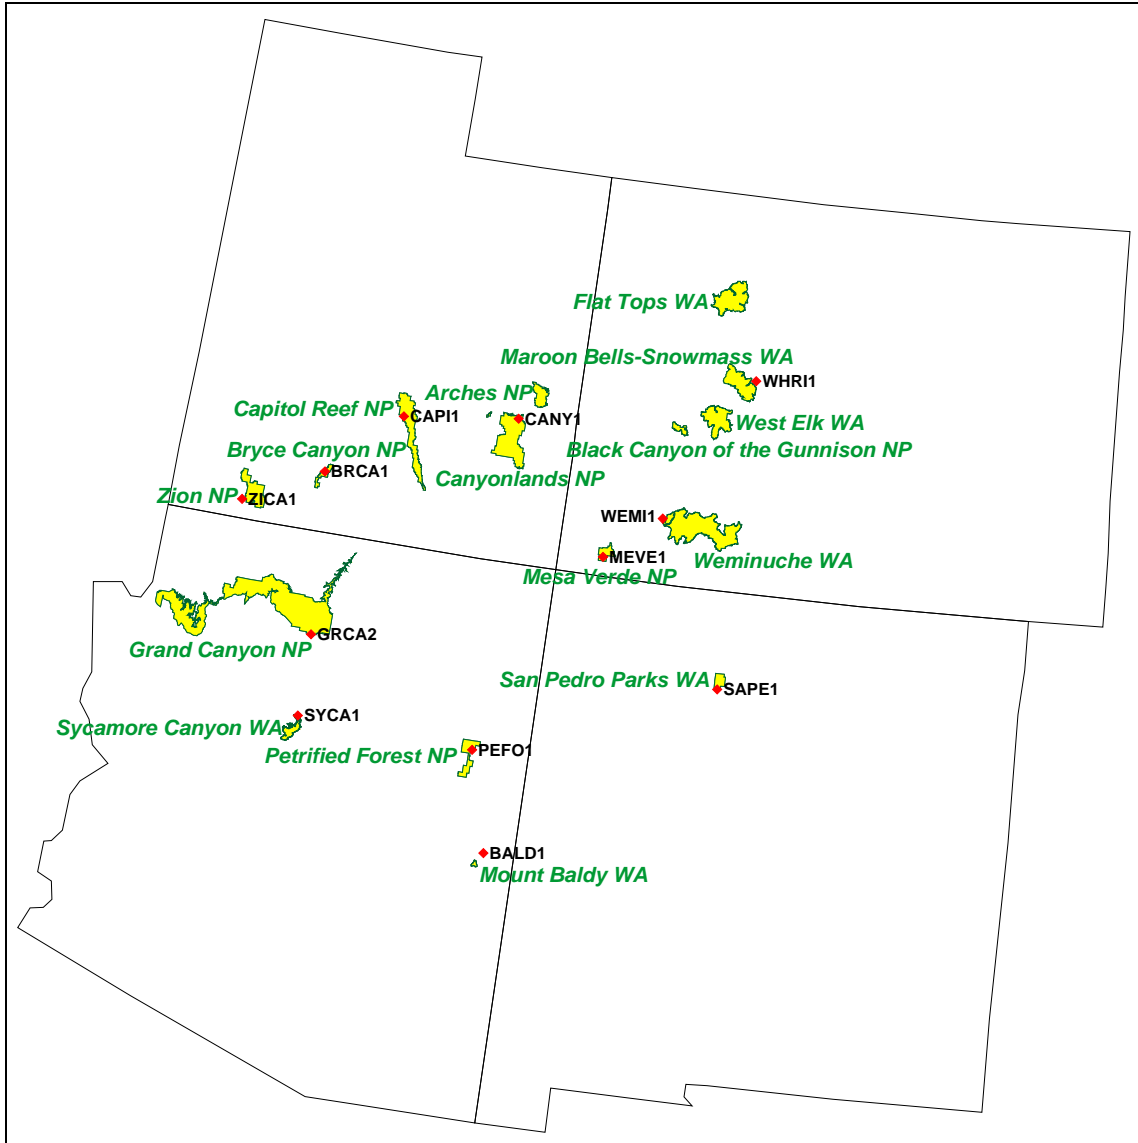 Flat Tops WA
Maroon Bells-Snowmass WA
WHRI1
Arches NP
Capitol Reef NP
CAPI1
CANY1
West Elk WA
Bryce Canyon NP
Black Canyon of the Gunnison NP
BRCA1
Canyonlands NP
Zion NP
ZICA1
WEMI1
MEVE1
Weminuche WA
Mesa Verde NP
GRCA2
Grand Canyon NP
San Pedro Parks WA
SAPE1
SYCA1
Sycamore Canyon WA
Petrified Forest NP
PEFO1
BALD1
Mount Baldy WA